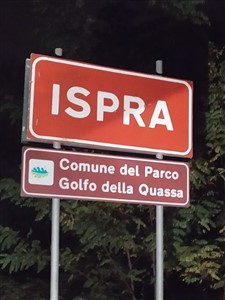 ISPRA
Comune del Parco
Golfo della Quassa